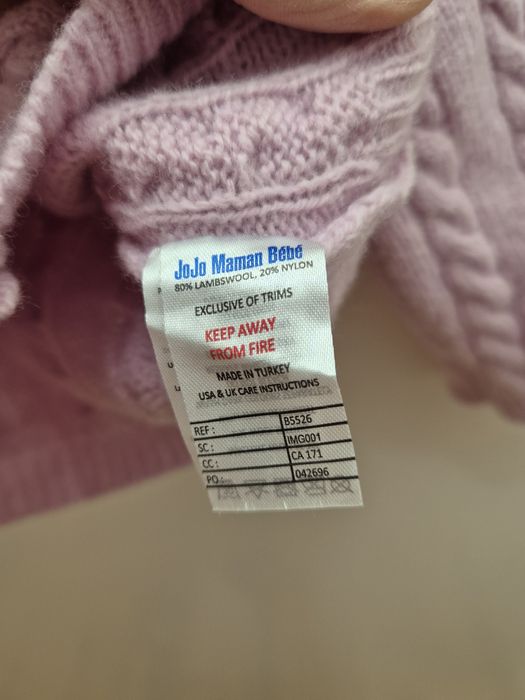 JoJo Maman Bébé
80% LAMBSWOOL, 20% NYLON
EXCLUSIVE OF TRIMS
KEEP AWAY
FROM FIRE
MADE IN TURKEY
USA & UK CARE INSTRUCTIONS
REF : B5526
SC : IMG001
CC : CA 171
PO : 042696